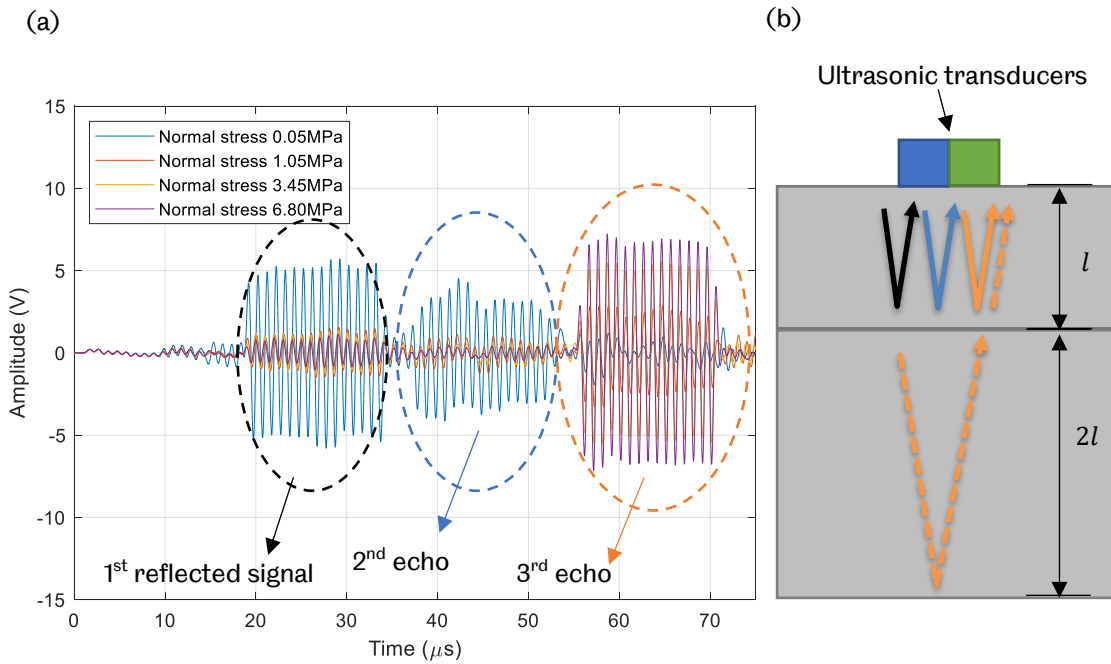 (a)
(b)
Ultrasonic transducers
15
10
5
0
-5
-10
-15
Amplitude (V)
Normal stress 0.05MPa
Normal stress 1.05MPa
Normal stress 3.45MPa
Normal stress 6.80MPa
1st reflected signal
2nd echo
3rd echo
0
10
20
30
40
50
60
70
Time (μs)
l
2l